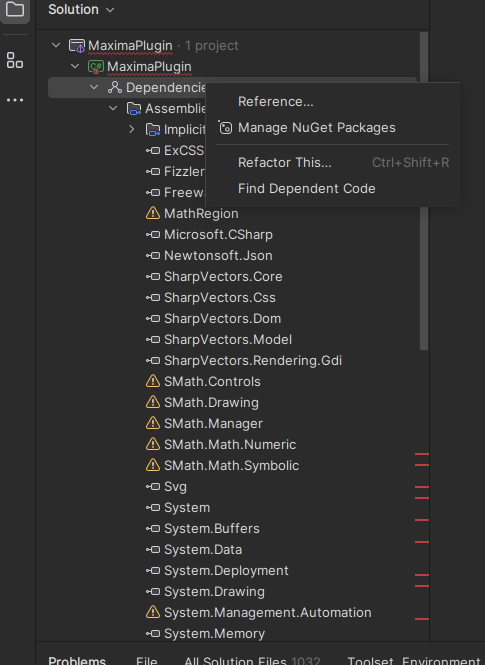 Solution
MaximaPlugin · 1 project
MaximaPlugin
Dependencie
Reference...
Assemblie
Manage NuGet Packages
Implicit
ExCSS
Refactor This... Ctrl+Shift+R
Fizzler
Find Dependent Code
Freewa
MathRegion
Microsoft.CSharp
Newtonsoft.Json
SharpVectors.Core
SharpVectors.Css
SharpVectors.Dom
SharpVectors.Model
SharpVectors.Rendering.Gdi
SMath.Controls
SMath.Drawing
SMath.Manager
SMath.Math.Numeric
SMath.Math.Symbolic
Svg
System
System.Buffers
System.Data
System.Deployment
System.Drawing
System.Management.Automation
System.Memory
Problems File All Solution Files 1032 Toolset, Environment